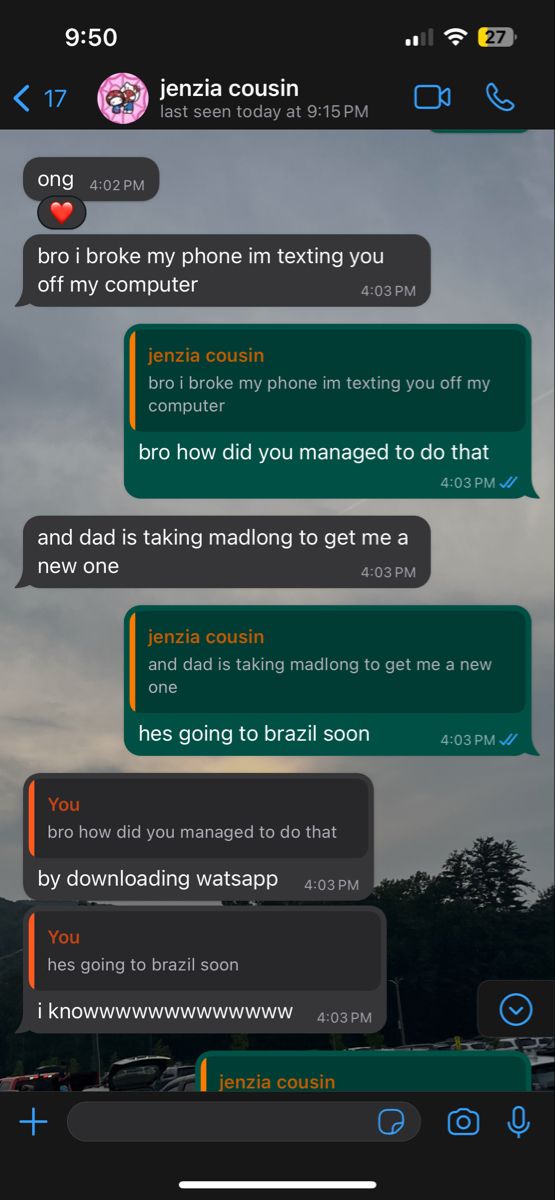 9:50
27
17
jenzia cousin
last seen today at 9:15 PM
ong 4:02 PM
bro i broke my phone im texting you
off my computer 4:03 PM
jenzia cousin
bro i broke my phone im texting you off my
computer
bro how did you managed to do that
4:03 PM
and dad is taking madlong to get me a
new one 4:03 PM
jenzia cousin
and dad is taking madlong to get me a new
one
hes going to brazil soon 4:03 PM
You
bro how did you managed to do that
by downloading watsapp 4:03 PM
You
hes going to brazil soon
i knowwwwwwwwwwwwww 4:03 PM
jenzia cousin